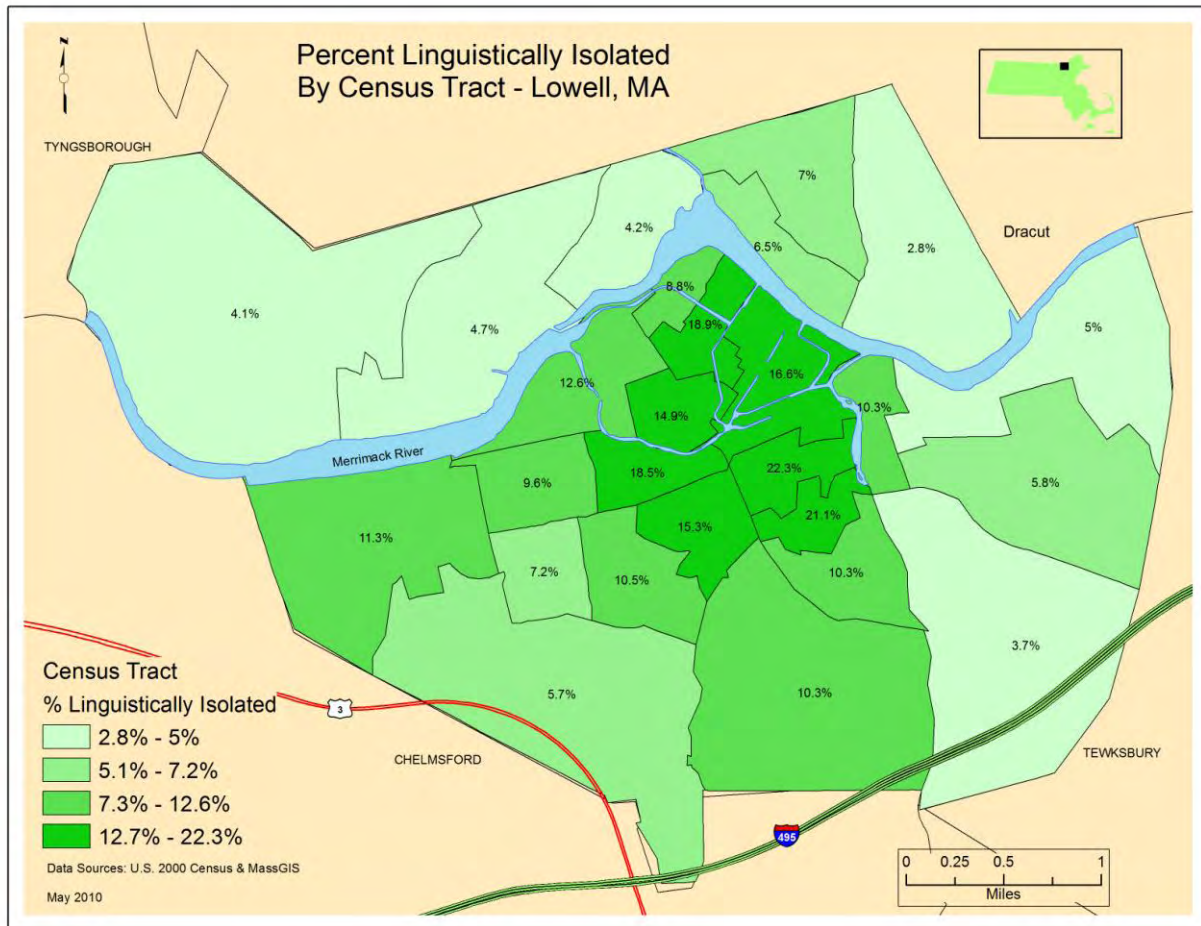 N
Percent Linguistically Isolated
By Census Tract - Lowell, MA
TYNGSBOROUGH
7%
4.2%
6.5%
2.8%
Dracut
4.1%
4.7%
8.8%
18.9%
5%
12.6%
16.6%
14.9%
10.3%
Merrimack River
9.6%
18.5%
22.3%
5.8%
11.3%
15.3%
21.1%
7.2%
10.5%
10.3%
3.7%
5.7%
10.3%
Census Tract
% Linguistically Isolated
2.8% - 5%
5.1% - 7.2%
7.3% - 12.6%
12.7% - 22.3%
3
CHELMSFORD
TEWKSBURY
495
Data Sources: U.S. 2000 Census & MassGIS
May 2010
0 0.25 0.5 1
Miles